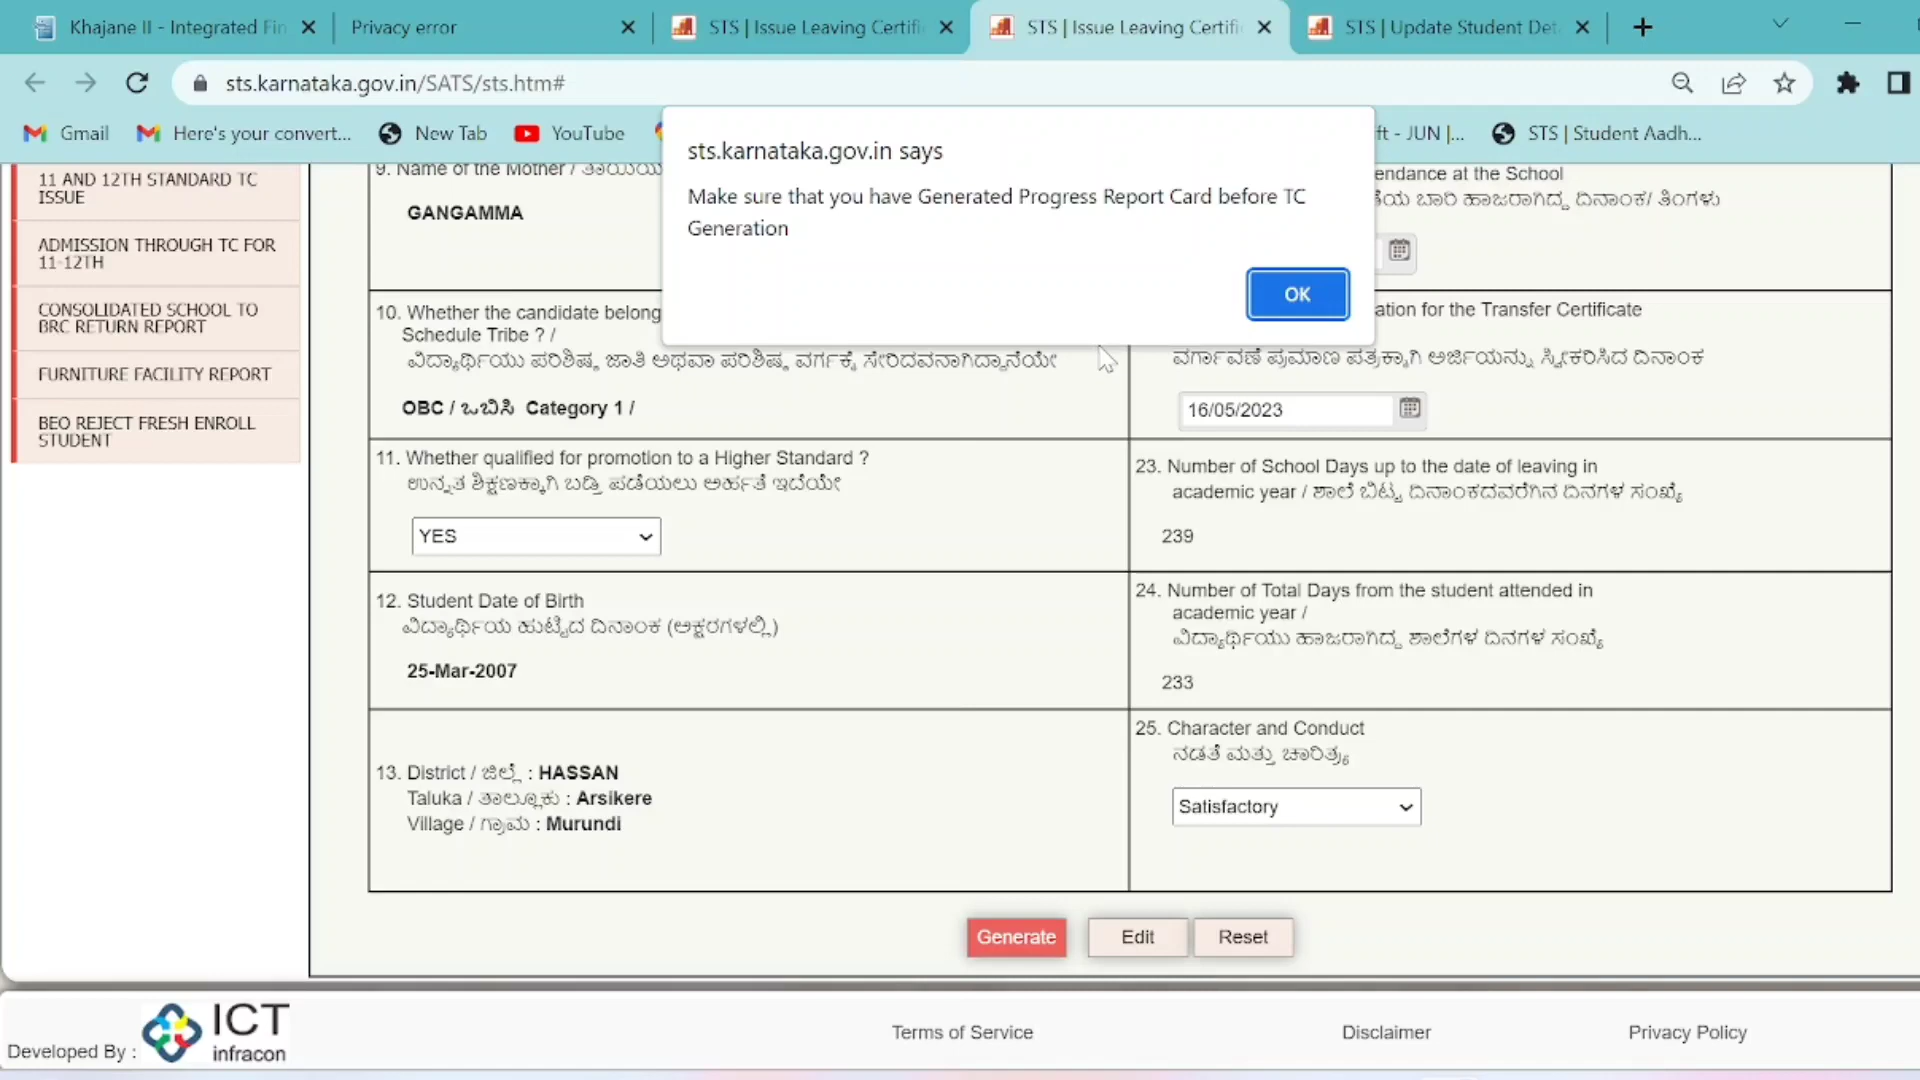 Khajane II - Integrated Fin
Privacy error
STS | Issue Leaving Certifi
STS | Issue Leaving Certifi
STS | Update Student Det
sts.karnataka.gov.in/SATS/sts.htm#
Gmail
Here's your convert...
New Tab
YouTube
ft - JUN |...
STS | Student Aadh...
sts.karnataka.gov.in says
Make sure that you have Generated Progress Report Card before TC
Generation
OK
11 AND 12TH STANDARD TC
ISSUE
ADMISSION THROUGH TC FOR
11-12TH
CONSOLIDATED SCHOOL TO
BRC RETURN REPORT
FURNITURE FACILITY REPORT
BEO REJECT FRESH ENROLL
STUDENT
9. Name of the Mother / ತಾಯಿಯ
GANGAMMA
10. Whether the candidate belong
Schedule Tribe ? /
ವಿದ್ಯಾರ್ಥಿಯು ಪರಿಶಿಷ್ಟ ಜಾತಿ ಅಥವಾ ಪರಿಶಿಷ್ಟ ವರ್ಗಕ್ಕೆ ಸೇರಿದವನಾಗಿದ್ದಾನೆಯೇ
OBC / ಒಬಿಸಿ Category 1 /
11. Whether qualified for promotion to a Higher Standard ?
ಉನ್ನತ ಶಿಕ್ಷಣಕ್ಕಾಗಿ ಬಡ್ತಿ ಪಡೆಯಲು ಅರ್ಹತೆ ಇದೆಯೇ
YES
12. Student Date of Birth
ವಿದ್ಯಾರ್ಥಿಯ ಹುಟ್ಟಿದ ದಿನಾಂಕ (ಅಕ್ಷರಗಳಲ್ಲಿ)
25-Mar-2007
13. District / ಜಿಲ್ಲೆ : HASSAN
Taluka / ತಾಲ್ಲೂಕು : Arsikere
Village / ಗ್ರಾಮ : Murundi
endance at the School
ಕೆಯ ಬಾರಿ ಹಾಜರಾಗಿದ್ದ ದಿನಾಂಕ/ ತಿಂಗಳು
ation for the Transfer Certificate
ವರ್ಗಾವಣೆ ಪ್ರಮಾಣ ಪತ್ರಕ್ಕಾಗಿ ಅರ್ಜಿಯನ್ನು ಸ್ವೀಕರಿಸಿದ ದಿನಾಂಕ
16/05/2023
23. Number of School Days up to the date of leaving in
academic year / ಶಾಲೆ ಬಿಟ್ಟ ದಿನಾಂಕದವರೆಗಿನ ದಿನಗಳ ಸಂಖ್ಯೆ
239
24. Number of Total Days from the student attended in
academic year /
ವಿದ್ಯಾರ್ಥಿಯು ಹಾಜರಾಗಿದ್ದ ಶಾಲೆಗಳ ದಿನಗಳ ಸಂಖ್ಯೆ
233
25. Character and Conduct
ನಡತೆ ಮತ್ತು ಚಾರಿತ್ರ್ಯ
Satisfactory
Generate
Edit
Reset
Developed By :
ICT
infracon
Terms of Service
Disclaimer
Privacy Policy